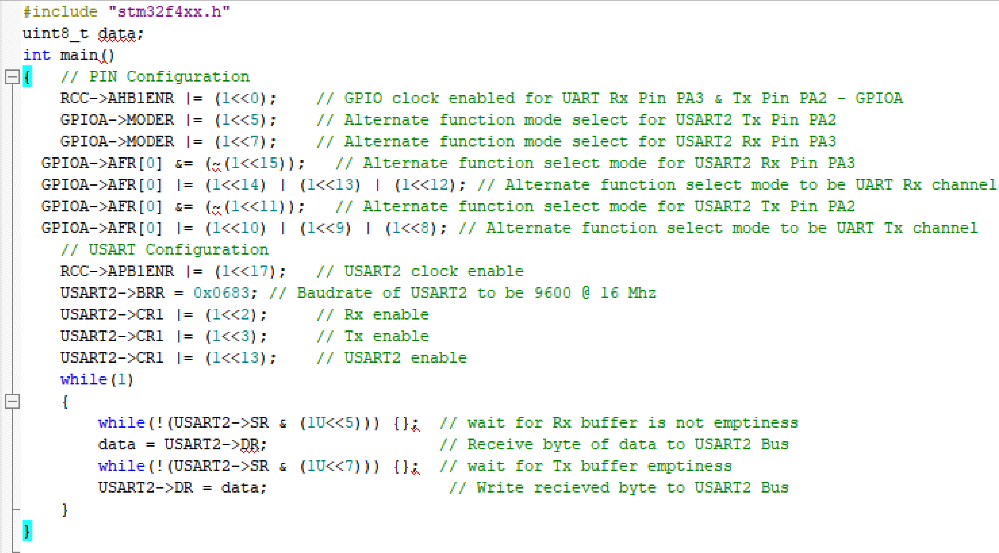 #include "stm32f4xx.h"
uint8_t data;
int main()
{   // PIN Configuration
    RCC->AHB1ENR |= (1<<0);    // GPIO clock enabled for UART Rx Pin PA3 & Tx Pin PA2 - GPIOA
    GPIOA->MODER |= (1<<5);    // Alternate function mode select for USART2 Tx Pin PA2
    GPIOA->MODER |= (1<<7);    // Alternate function mode select for USART2 Rx Pin PA3
  GPIOA->AFR[0] &= (~(1<<15));   // Alternate function select mode for USART2 Rx Pin PA3
  GPIOA->AFR[0] |= (1<<14) | (1<<13) | (1<<12); // Alternate function select mode to be UART Rx channel
  GPIOA->AFR[0] &= (~(1<<11));   // Alternate function select mode for USART2 Tx Pin PA2
  GPIOA->AFR[0] |= (1<<10) | (1<<9) | (1<<8); // Alternate function select mode to be UART Tx channel
    // USART Configuration
    RCC->APB1ENR |= (1<<17);   // USART2 clock enable
    USART2->BRR = 0x0683; // Baudrate of USART2 to be 9600 @ 16 Mhz
    USART2->CR1 |= (1<<2);     // Rx enable
    USART2->CR1 |= (1<<3);     // Tx enable
    USART2->CR1 |= (1<<13);    // USART2 enable
    while(1)
    {
        while(!(USART2->SR & (1U<<5))) {};  // wait for Rx buffer is not emptiness
        data = USART2->DR;                  // Receive byte of data to USART2 Bus
        while(!(USART2->SR & (1U<<7))) {};  // wait for Tx buffer emptiness
        USART2->DR = data;                   // Write recieved byte to USART2 Bus
    }
}